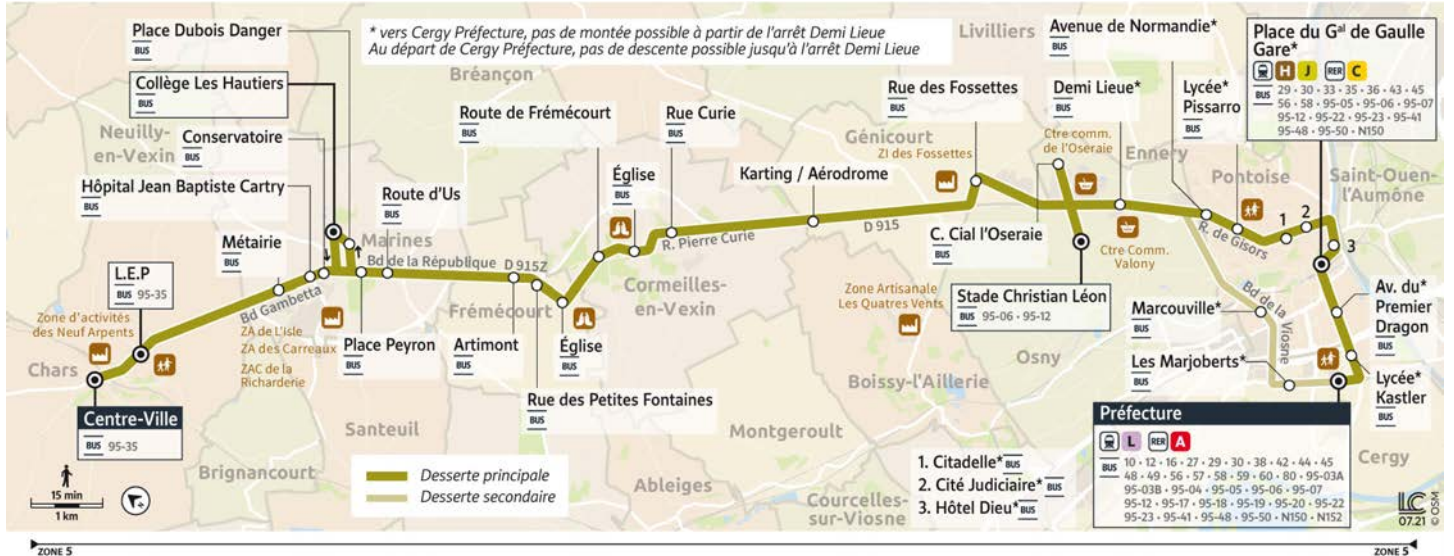 Place Dubois Danger
BUS
* vers Cergy Préfecture, pas de montée possible à partir de l'arrêt Demi Lieue
Au départ de Cergy Préfecture, pas de descente possible jusqu'à l'arrêt Demi Lieue
Livilliers
Avenue de Normandie*
BUS
Place du Gal de Gaulle
Gare*
H J RER C
BUS 29 • 30 • 33 • 35 • 36 • 43 • 45
56 • 58 • 95-05 • 95-06 • 95-07
95-12 • 95-22 • 95-23 • 95-41
95-48 • 95-50 • N150
Collège Les Hautiers
BUS
Bréançon
Neuilly-
en-Vexin
Conservatoire
BUS
Route de Frémécourt
BUS
Rue Curie
BUS
Rue des Fossettes
BUS
Demi Lieue*
BUS
Lycée*
Pissarro
BUS
Génicourt
ZI des Fossettes
Ctre comm.
de l'Oseraie
Ennery
Hôpital Jean Baptiste Cartry
BUS
Route d'Us
BUS
Église
BUS
Karting / Aérodrome
Pontoise
Saint-Ouen-
l'Aumône
Métairie
BUS
Marines
Bd de la République
D 915Z
R. Pierre Curie
D 915
C. Cial l'Oseraie
BUS
Ctre Comm.
Valony
R. de Gisors
1
2
3
L.E.P
BUS 95-35
Bd Gambetta
Frémécourt
Cormeilles-
en-Vexin
Zone d'activités
des Neuf Arpents
ZA de L'Isle
ZA des Carreaux
ZAC de la
Richarderie
Place Peyron
BUS
Artimont
BUS
Église
BUS
Zone Artisanale
Les Quatres Vents
Stade Christian Léon
BUS 95-06 • 95-12
Marcouville*
BUS
Bd de la Viosne
Av. du*
Premier
Dragon
BUS
Chars
Osny
Les Marjoberts*
BUS
Lycée*
Kastler
BUS
Boissy-l'Aillerie
Centre-Ville
BUS 95-35
Rue des Petites Fontaines
BUS
Préfecture
L RER A
BUS 10 • 12 • 16 • 27 • 29 • 30 • 38 • 42 • 44 • 45
48 • 49 • 56 • 57 • 58 • 59 • 60 • 80 • 95-03A
95-03B • 95-04 • 95-05 • 95-06 • 95-07
95-12 • 95-17 • 95-18 • 95-19 • 95-20 • 95-22
95-23 • 95-41 • 95-48 • 95-50 • N150 • N152
Santeuil
Montgeroult
Cergy
Brignancourt
Desserte principale
Desserte secondaire
Ableiges
Courcelles-
sur-Viosne
1. Citadelle* BUS
2. Cité Judiciaire* BUS
3. Hôtel Dieu* BUS
15 min
1 km
LC
07.21
© OSM
ZONE 5
ZONE 5